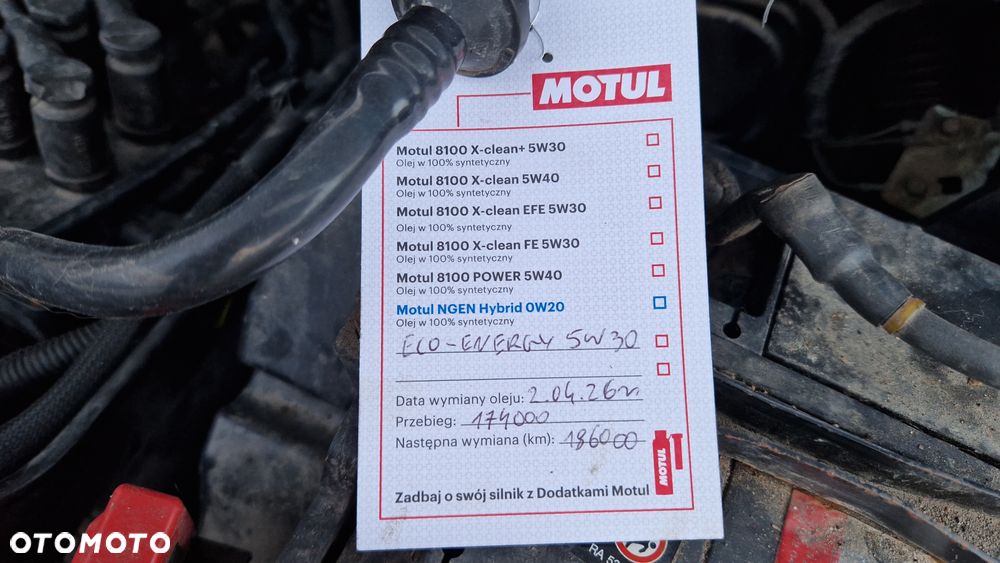 MOTUL
Motul 8100 X-clean+ 5W30
Olej w 100% syntetyczny
Motul 8100 X-clean 5W40
Olej w 100% syntetyczny
Motul 8100 X-clean EFE 5W30
Olej w 100% syntetyczny
Motul 8100 X-clean FE 5W30
Olej w 100% syntetyczny
Motul 8100 POWER 5W40
Olej w 100% syntetyczny
Motul NGEN Hybrid 0W20
Olej w 100% syntetyczny
ECO-ENERGY 5W30
Data wymiany oleju: 2.04.26r.
Przebieg: 174000
Następna wymiana (km): 186000
MOTUL
Zadbaj o swój silnik z Dodatkami Motul
OTOMOTO